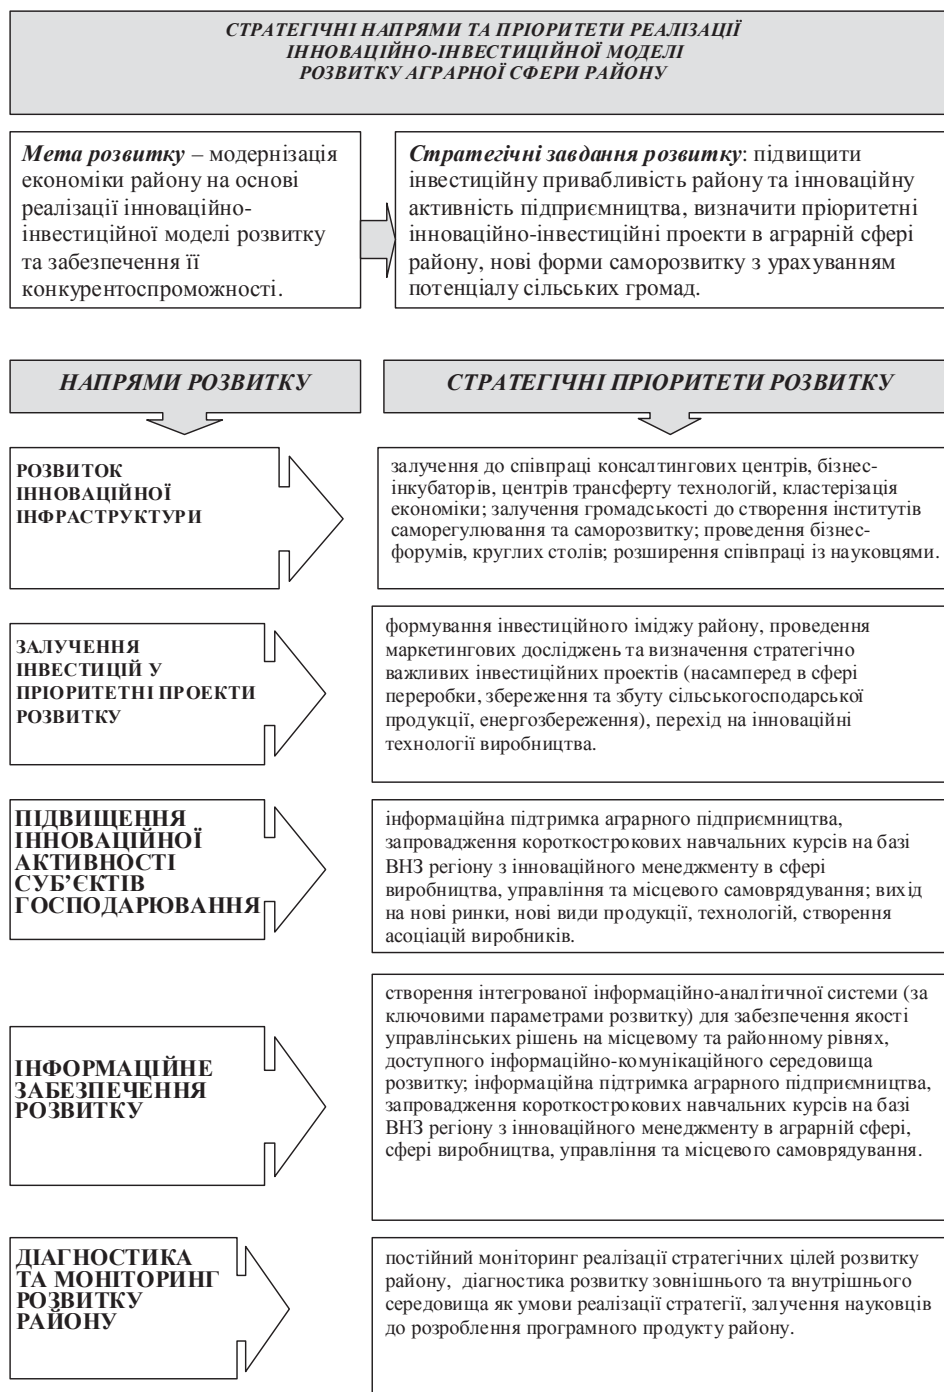 СТРАТЕГІЧНІ НАПРЯМИ ТА ПРІОРИТЕТИ РЕАЛІЗАЦІЇ
ІННОВАЦІЙНО-ІНВЕСТИЦІЙНОЇ МОДЕЛІ
РОЗВИТКУ АГРАРНОЇ СФЕРИ РАЙОНУ
Мета розвитку – модернізація
економіки району на основі
реалізації інноваційно-
інвестиційної моделі розвитку
та забезпечення її
конкурентоспроможності.
Стратегічні завдання розвитку: підвищити
інвестиційну привабливість району та інноваційну
активність підприємництва, визначити пріоритетні
інноваційно-інвестиційні проекти в аграрній сфері
району, нові форми саморозвитку з урахуванням
потенціалу сільських громад.
НАПРЯМИ РОЗВИТКУ
СТРАТЕГІЧНІ ПРІОРИТЕТИ РОЗВИТКУ
РОЗВИТОК
ІННОВАЦІЙНОЇ
ІНФРАСТРУКТУРИ
залучення до співпраці консалтингових центрів, бізнес-
інкубаторів, центрів трансферту технологій, кластерізація
економіки; залучення громадськості до створення інститутів
саморегулювання та саморозвитку; проведення бізнес-
форумів, круглих столів; розширення співпраці із науковцями.
ЗАЛУЧЕННЯ
ІНВЕСТИЦІЙ У
ПРІОРИТЕТНІ ПРОЕКТИ
РОЗВИТКУ
формування інвестиційного іміджу району, проведення
маркетингових досліджень та визначення стратегічно
важливих інвестиційних проектів (насамперед в сфері
переробки, збереження та збуту сільськогосподарської
продукції, енергозбереження), перехід на інноваційні
технології виробництва.
ПІДВИЩЕННЯ
ІННОВАЦІЙНОЇ
АКТИВНОСТІ
СУБ’ЄКТІВ
ГОСПОДАРЮВАННЯ
інформаційна підтримка аграрного підприємництва,
запровадження короткострокових навчальних курсів на базі
ВНЗ регіону з інноваційного менеджменту в сфері
виробництва, управління та місцевого самоврядування; вихід
на нові ринки, нові види продукції, технологій, створення
асоціацій виробників.
ІНФОРМАЦІЙНЕ
ЗАБЕЗПЕЧЕННЯ
РОЗВИТКУ
створення інтегрованої інформаційно-аналітичної системи (за
ключовими параметрами розвитку) для забезпечення якості
управлінських рішень на місцевому та районному рівнях,
доступного інформаційно-комунікаційного середовища
розвитку; інформаційна підтримка аграрного підприємництва,
запровадження короткострокових навчальних курсів на базі
ВНЗ регіону з інноваційного менеджменту в аграрній сфері,
сфері виробництва, управління та місцевого самоврядування.
ДІАГНОСТИКА
ТА МОНІТОРИНГ
РОЗВИТКУ
РАЙОНУ
постійний моніторинг реалізації стратегічних цілей розвитку
району, діагностика розвитку зовнішнього та внутрішнього
середовища як умови реалізації стратегії, залучення науковців
до розроблення програмного продукту району.